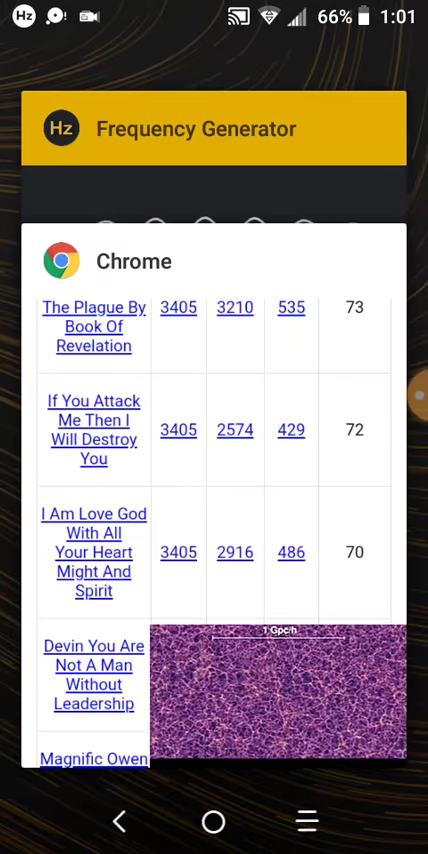 Hz 66% 1:01
Hz Frequency Generator
Chrome
The Plague By 3405 3210 535 73
Book Of
Revelation
If You Attack
Me Then I 3405 2574 429 72
Will Destroy
You
I Am Love God
With All
Your Heart 3405 2916 486 70
Might And
Spirit
1 Gpc/h
Devin You Are
Not A Man
Without
Leadership
Magnific Owen